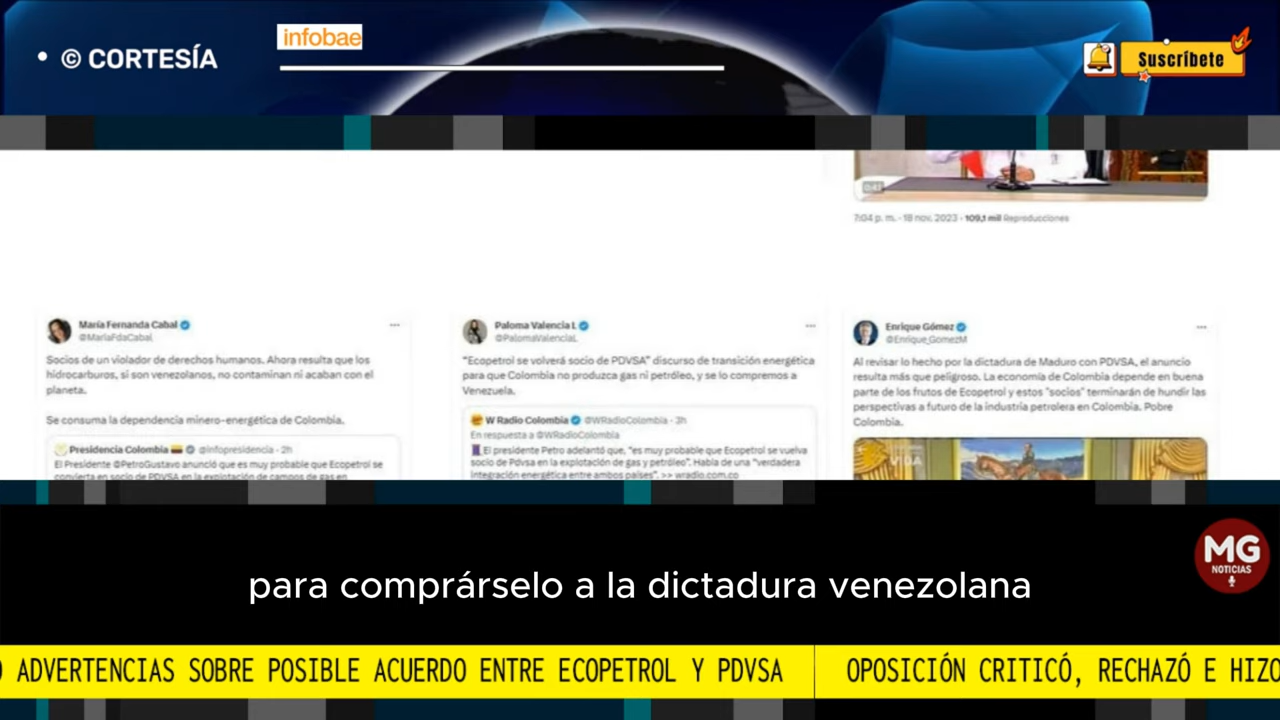 • © CORTESÍA
infobae
Suscríbete
0:41
7:04 p. m. - 18 nov. 2023 - 109,1 mil Reproducciones
María Fernanda Cabal
@MariaFdaCabal
Socios de un violador de derechos humanos. Ahora resulta que los
hidrocarburos, si son venezolanos, no contaminan ni acaban con el
planeta.
Se consuma la dependencia minero-energética de Colombia.
Presidencia Colombia @infopresidencia · 2h
El Presidente @PetroGustavo anunció que es muy probable que Ecopetrol se
convierta en socio de PDVSA en la explotación de campos de gas en
Paloma Valencia L
@PalomaValenciaL
"Ecopetrol se volverá socio de PDVSA" discurso de transición energética
para que Colombia no produzca gas ni petróleo, y se lo compremos a
Venezuela.
W Radio Colombia @WRadioColombia · 3h
En respuesta a @WRadioColombia
El presidente Petro adelantó que, "es muy probable que Ecopetrol se vuelva
socio de Pdvsa en la explotación de gas y petróleo". Habla de una "verdadera
integración energética entre ambos países". >> wradio.com.co
Enrique Gómez
@Enrique_GomezM
Al revisar lo hecho por la dictadura de Maduro con PDVSA, el anuncio
resulta más que peligroso. La economía de Colombia depende en buena
parte de los frutos de Ecopetrol y estos "socios" terminarán de hundir las
perspectivas a futuro de la industria petrolera en Colombia. Pobre
Colombia.
para comprárselo a la dictadura venezolana
MG
NOTICIAS
O ADVERTENCIAS SOBRE POSIBLE ACUERDO ENTRE ECOPETROL Y PDVSA
OPOSICIÓN CRITICÓ, RECHAZÓ E HIZO